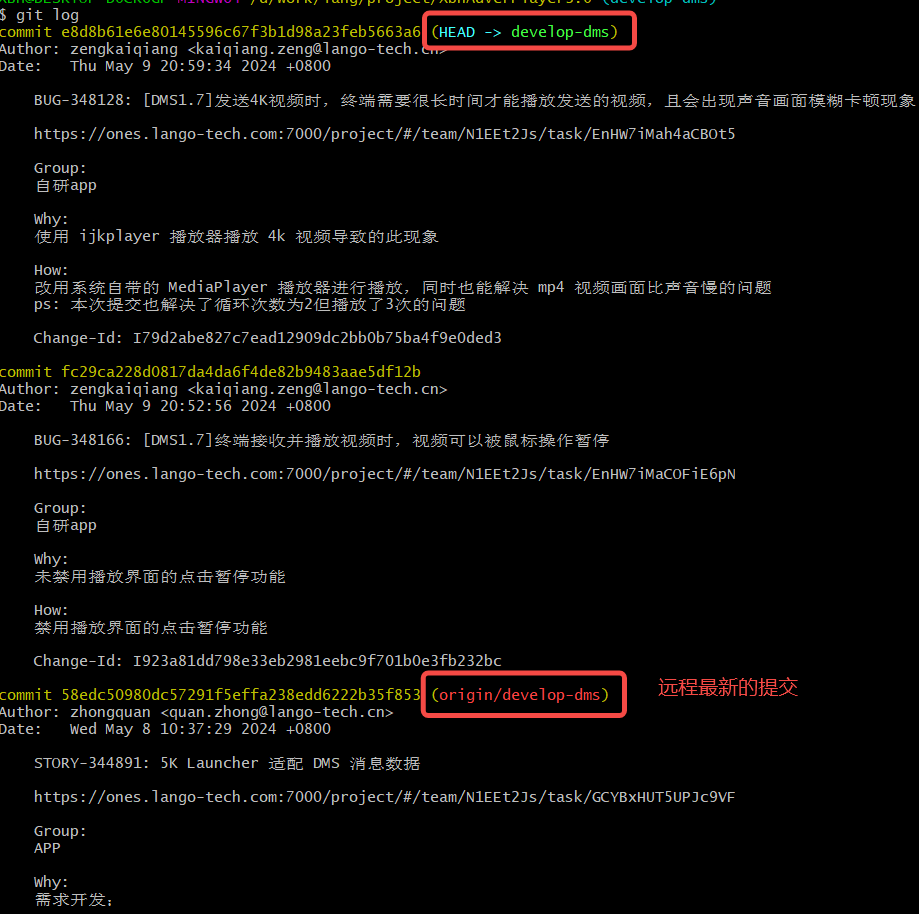 $ git log
commit e8d8b61e6e80145596c67f3b1d98a23feb5663a6 (HEAD -> develop-dms)
Author: zengkaiqiang <kaiqiang.zeng@lango-tech.cn>
Date:   Thu May 9 20:59:34 2024 +0800
BUG-348128: [DMS1.7]发送4K视频时，终端需要很长时间才能播放发送的视频，且会出现声音画面模糊卡顿现象
https://ones.lango-tech.com:7000/project/#/team/N1EEt2Js/task/EnHW7iMah4aCBOt5
Group:
自研app
Why:
使用 ijkplayer 播放器播放 4k 视频导致的此现象
How:
改用系统自带的 MediaPlayer 播放器进行播放，同时也能解决 mp4 视频画面比声音慢的问题
ps: 本次提交也解决了循环次数为2但播放了3次的问题
Change-Id: I79d2abe827c7ead12909dc2bb0b75ba4f9e0ded3
commit fc29ca228d0817da4da6f4de82b9483aae5df12b
Author: zengkaiqiang <kaiqiang.zeng@lango-tech.cn>
Date:   Thu May 9 20:52:56 2024 +0800
BUG-348166: [DMS1.7]终端接收并播放视频时，视频可以被鼠标操作暂停
https://ones.lango-tech.com:7000/project/#/team/N1EEt2Js/task/EnHW7iMaCOFiE6pN
Group:
自研app
Why:
未禁用播放界面的点击暂停功能
How:
禁用播放界面的点击暂停功能
Change-Id: I923a81dd798e33eb2981eebc9f701b0e3fb232bc
commit 58edc50980dc57291f5effa238edd6222b35f853 (origin/develop-dms) 远程最新的提交
Author: zhongquan <quan.zhong@lango-tech.cn>
Date:   Wed May 8 10:37:29 2024 +0800
STORY-344891: 5K Launcher 适配 DMS 消息数据
https://ones.lango-tech.com:7000/project/#/team/N1EEt2Js/task/GCYBxHUT5UPJc9VF
Group:
APP
Why:
需求开发；